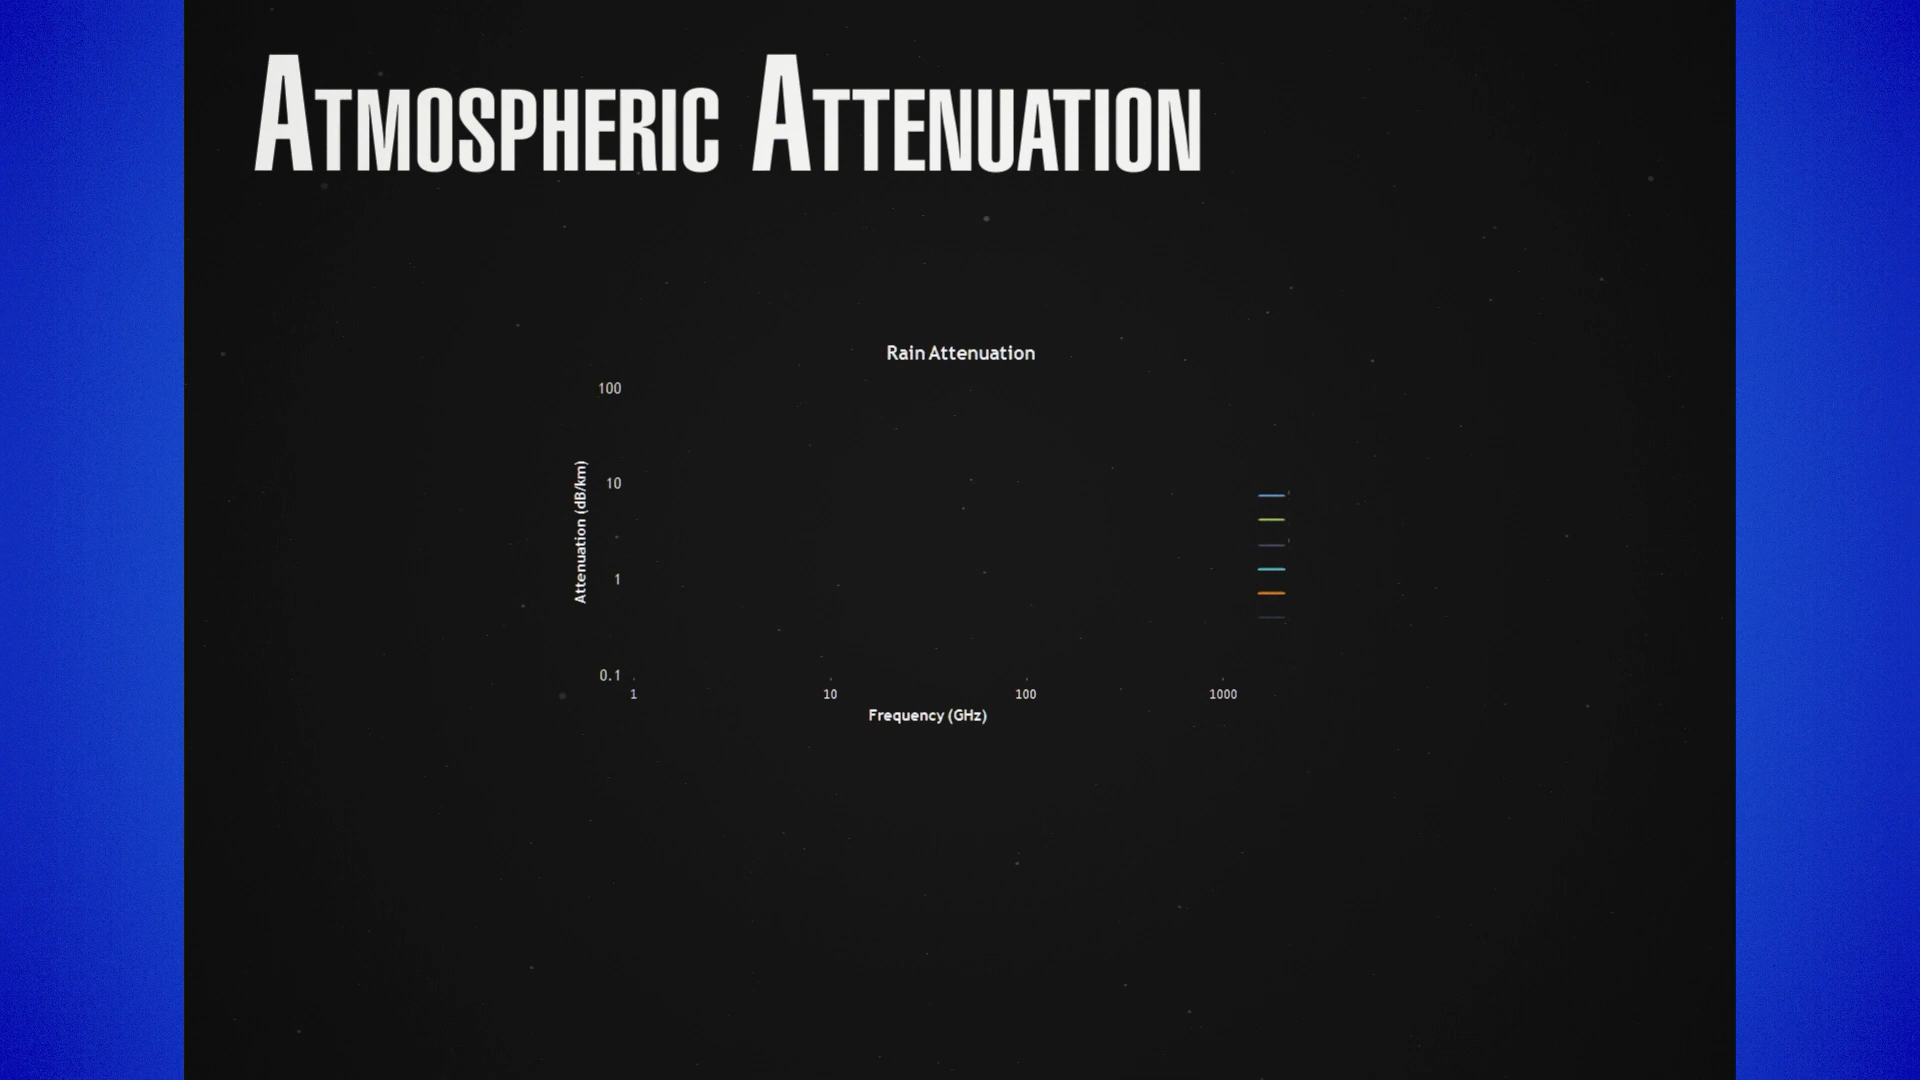 Atmospheric Attenuation
Rain Attenuation
100
10
1
0.1
Attenuation (dB/km)
1 10 100 1000
Frequency (GHz)